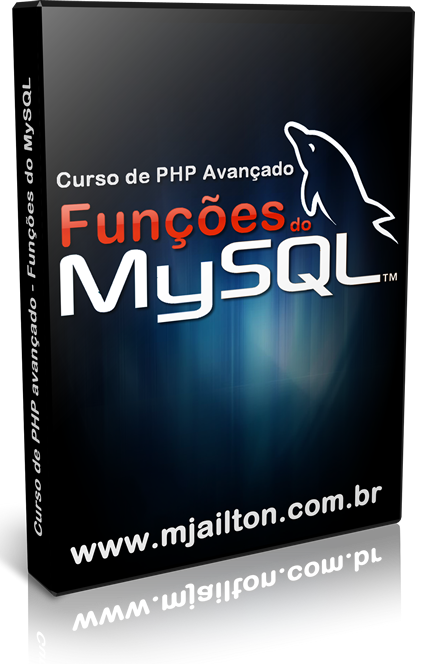 Curso de PHP avançado - Funções do MySQL
Curso de PHP Avançado
Funções do
MySQL™
www.mjailton.com.br